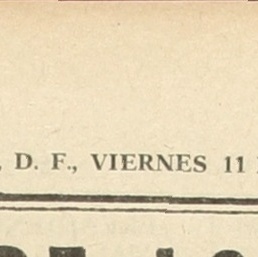 , D. F., VIERNES 11